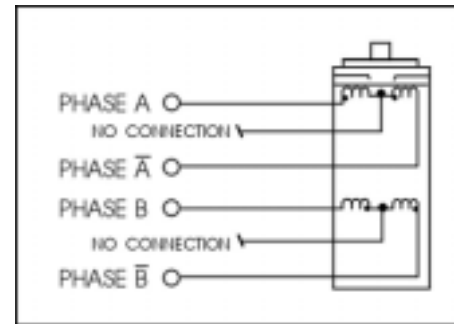 PHASE A
NO CONNECTION
PHASE A̅
PHASE B
NO CONNECTION
PHASE B̅